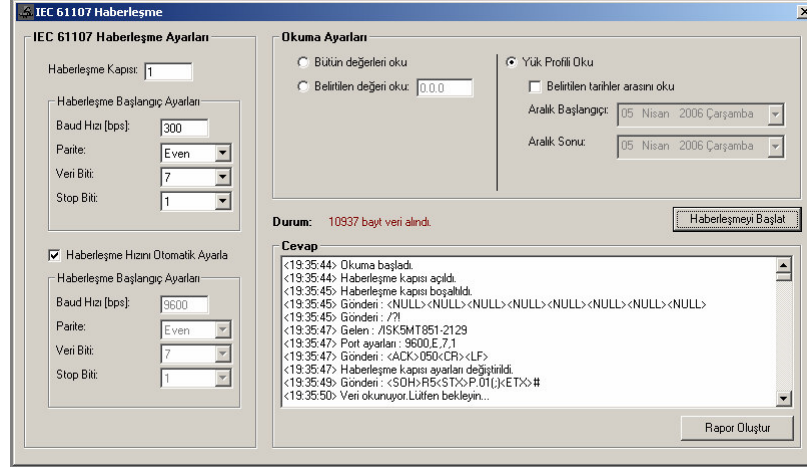 IEC 61107 Haberleşme
IEC 61107 Haberleşme Ayarları
Haberleşme Kapısı: 1
Haberleşme Başlangıç Ayarları
Baud Hızı [bps]: 300
Parite: Even
Veri Biti: 7
Stop Biti: 1
Haberleşme Hızını Otomatik Ayarla
Haberleşme Başlangıç Ayarları
Baud Hızı [bps]: 9600
Parite: Even
Veri Biti: 7
Stop Biti: 1
Okuma Ayarları
Bütün değerleri oku
Belirtilen değeri oku: 0.0.0
Yük Profili Oku
Belirtilen tarihler arasını oku
Aralık Başlangıçı: 05 Nisan 2006 Çarşamba
Aralık Sonu: 05 Nisan 2006 Çarşamba
Durum: 10937 bayt veri alındı.
Haberleşmeyi Başlat
Cevap
<19:35:44> Okuma başladı.
<19:35:44> Haberleşme kapısı açıldı.
<19:35:45> Haberleşme kapısı boşaltıldı.
<19:35:45> Gönderi : <NULL><NULL><NULL><NULL><NULL><NULL><NULL><NULL>
<19:35:45> Gönderi : /?!
<19:35:47> Gelen : /ISK5MT851-2129
<19:35:47> Port ayarları : 9600,E,7,1
<19:35:47> Gönderi : <ACK>050<CR><LF>
<19:35:47> Haberleşme kapısı ayarları değiştirildi.
<19:35:49> Gönderi : <SOH>R5<STX>P.01(;)<ETX>#
<19:35:50> Veri okunuyor.Lütfen bekleyin...
Rapor Oluştur